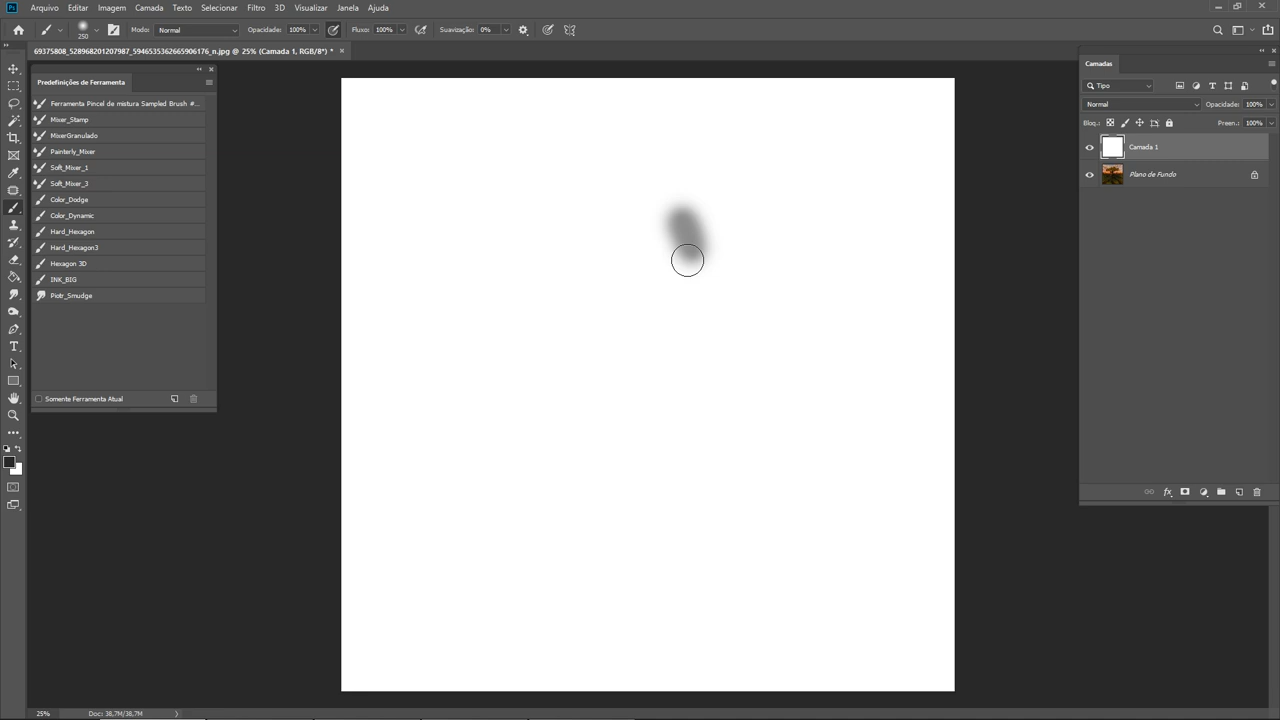 Ps Arquivo Editar Imagem Camada Texto Selecionar Filtro 3D Visualizar Janela Ajuda
250 Modo: Normal Opacidade: 100% Fluxo: 100% Suavização: 0%
69375808_528968201207987_5946535362665906176_n.jpg @ 25% (Camada 1, RGB/8*) *
Predefinições de Ferramenta
Ferramenta Pincel de mistura Sampled Brush #...
Mixer_Stamp
MixerGranulado
Painterly_Mixer
Soft_Mixer_1
Soft_Mixer_3
Color_Dodge
Color_Dynamic
Hard_Hexagon
Hard_Hexagon3
Hexagon 3D
INK_BIG
Piotr_Smudge
Somente Ferramenta Atual
Camadas
Tipo
Normal Opacidade: 100%
Bloq.: Preen.: 100%
Camada 1
Plano de Fundo
25% Doc: 38,7M/38,7M